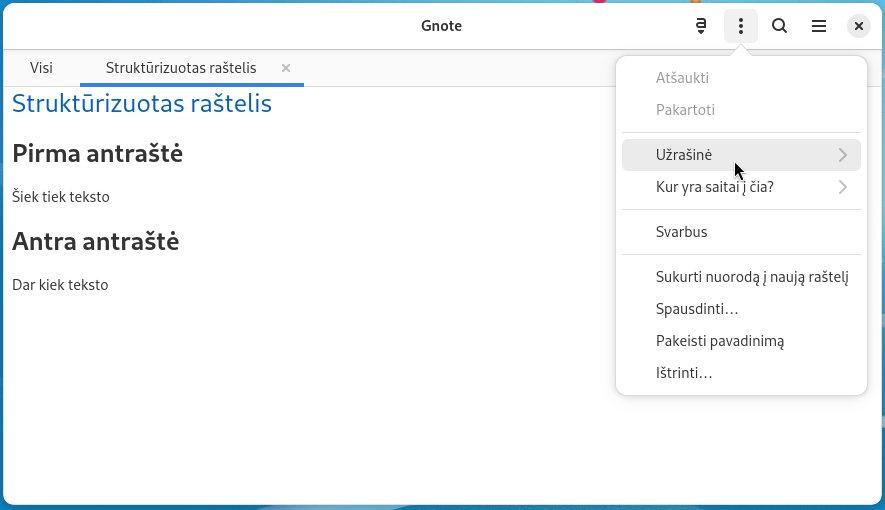 Gnote
Visi
Struktūrizuotas raštelis
Struktūrizuotas raštelis
Pirma antraštė
Šiek tiek teksto
Antra antraštė
Dar kiek teksto
Atšaukti
Pakartoti
Užrašinė
Kur yra saitai į čia?
Svarbus
Sukurti nuorodą į naują raštelį
Spausdinti…
Pakeisti pavadinimą
Ištrinti…